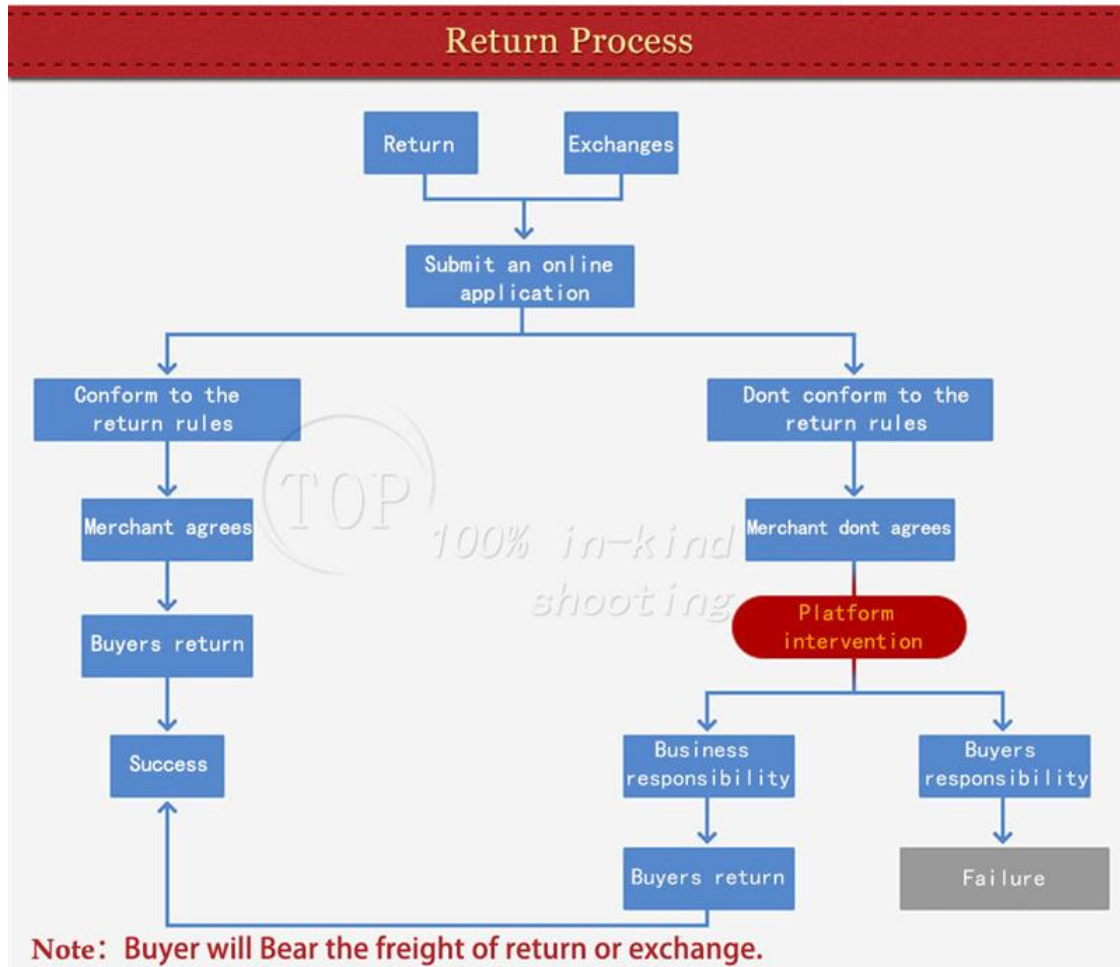 Return Process
Return
Exchanges
Submit an online
application
Conform to the
return rules
Dont conform to the
return rules
TOP
100% in-kind
shooting
Merchant agrees
Merchant dont agrees
Platform
intervention
Buyers return
Success
Business
responsibility
Buyers
responsibility
Buyers return
Failure
Note: Buyer will Bear the freight of return or exchange.